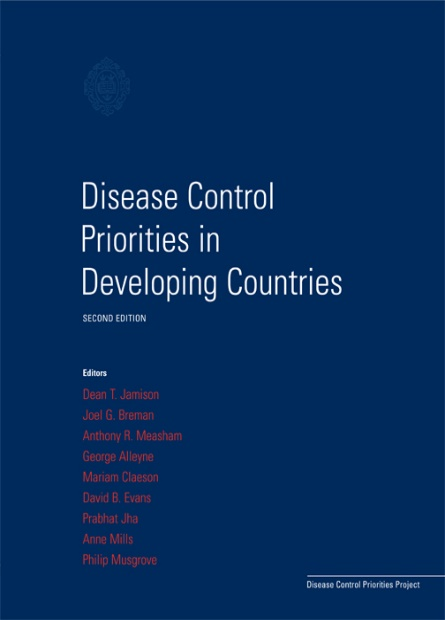 Disease Control
Priorities in
Developing Countries
SECOND EDITION
Editors
Dean T. Jamison
Joel G. Breman
Anthony R. Measham
George Alleyne
Mariam Claeson
David B. Evans
Prabhat Jha
Anne Mills
Philip Musgrove
Disease Control Priorities Project